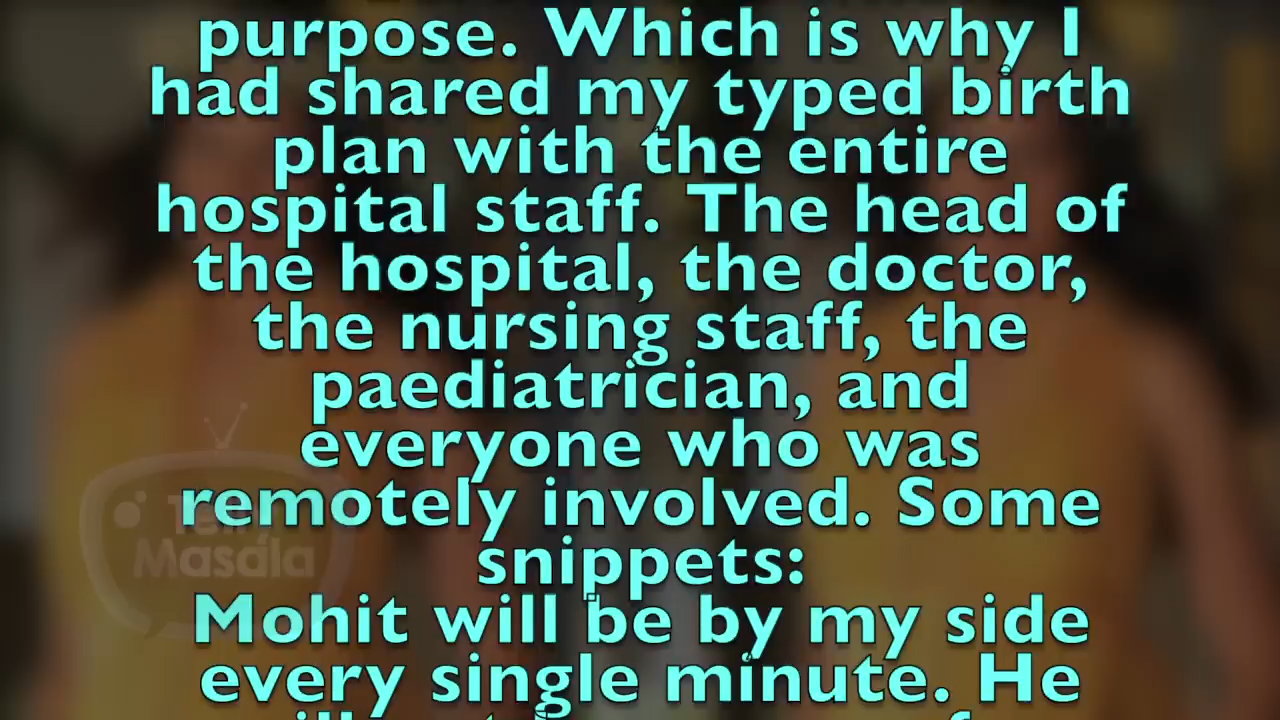 purpose. Which is why I
had shared my typed birth
plan with the entire
hospital staff. The head of
the hospital, the doctor,
the nursing staff, the
paediatrician, and
everyone who was
remotely involved. Some
snippets:
Mohit will be by my side
every single minute. He
Telly
Masala